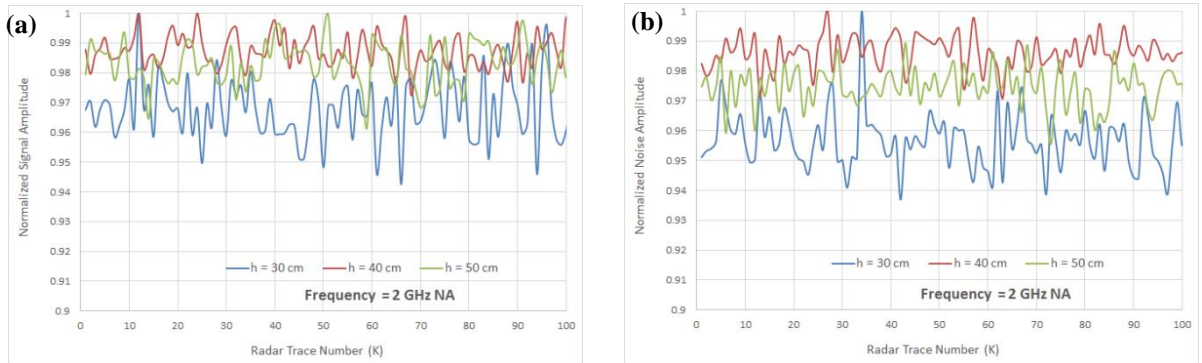 (a)
Normalized Signal Amplitude
1
0.99
0.98
0.97
0.96
0.95
0.94
0.93
0.92
0.91
0.9
h = 30 cm h = 40 cm h = 50 cm
Frequency = 2 GHz NA
0 10 20 30 40 50 60 70 80 90 100
Radar Trace Number (K)
(b)
Normalized Noise Amplitude
1
0.99
0.98
0.97
0.96
0.95
0.94
0.93
0.92
0.91
0.9
h = 30 cm h = 40 cm h = 50 cm
Frequency = 2 GHz NA
0 10 20 30 40 50 60 70 80 90 100
Radar Trace Number (K)